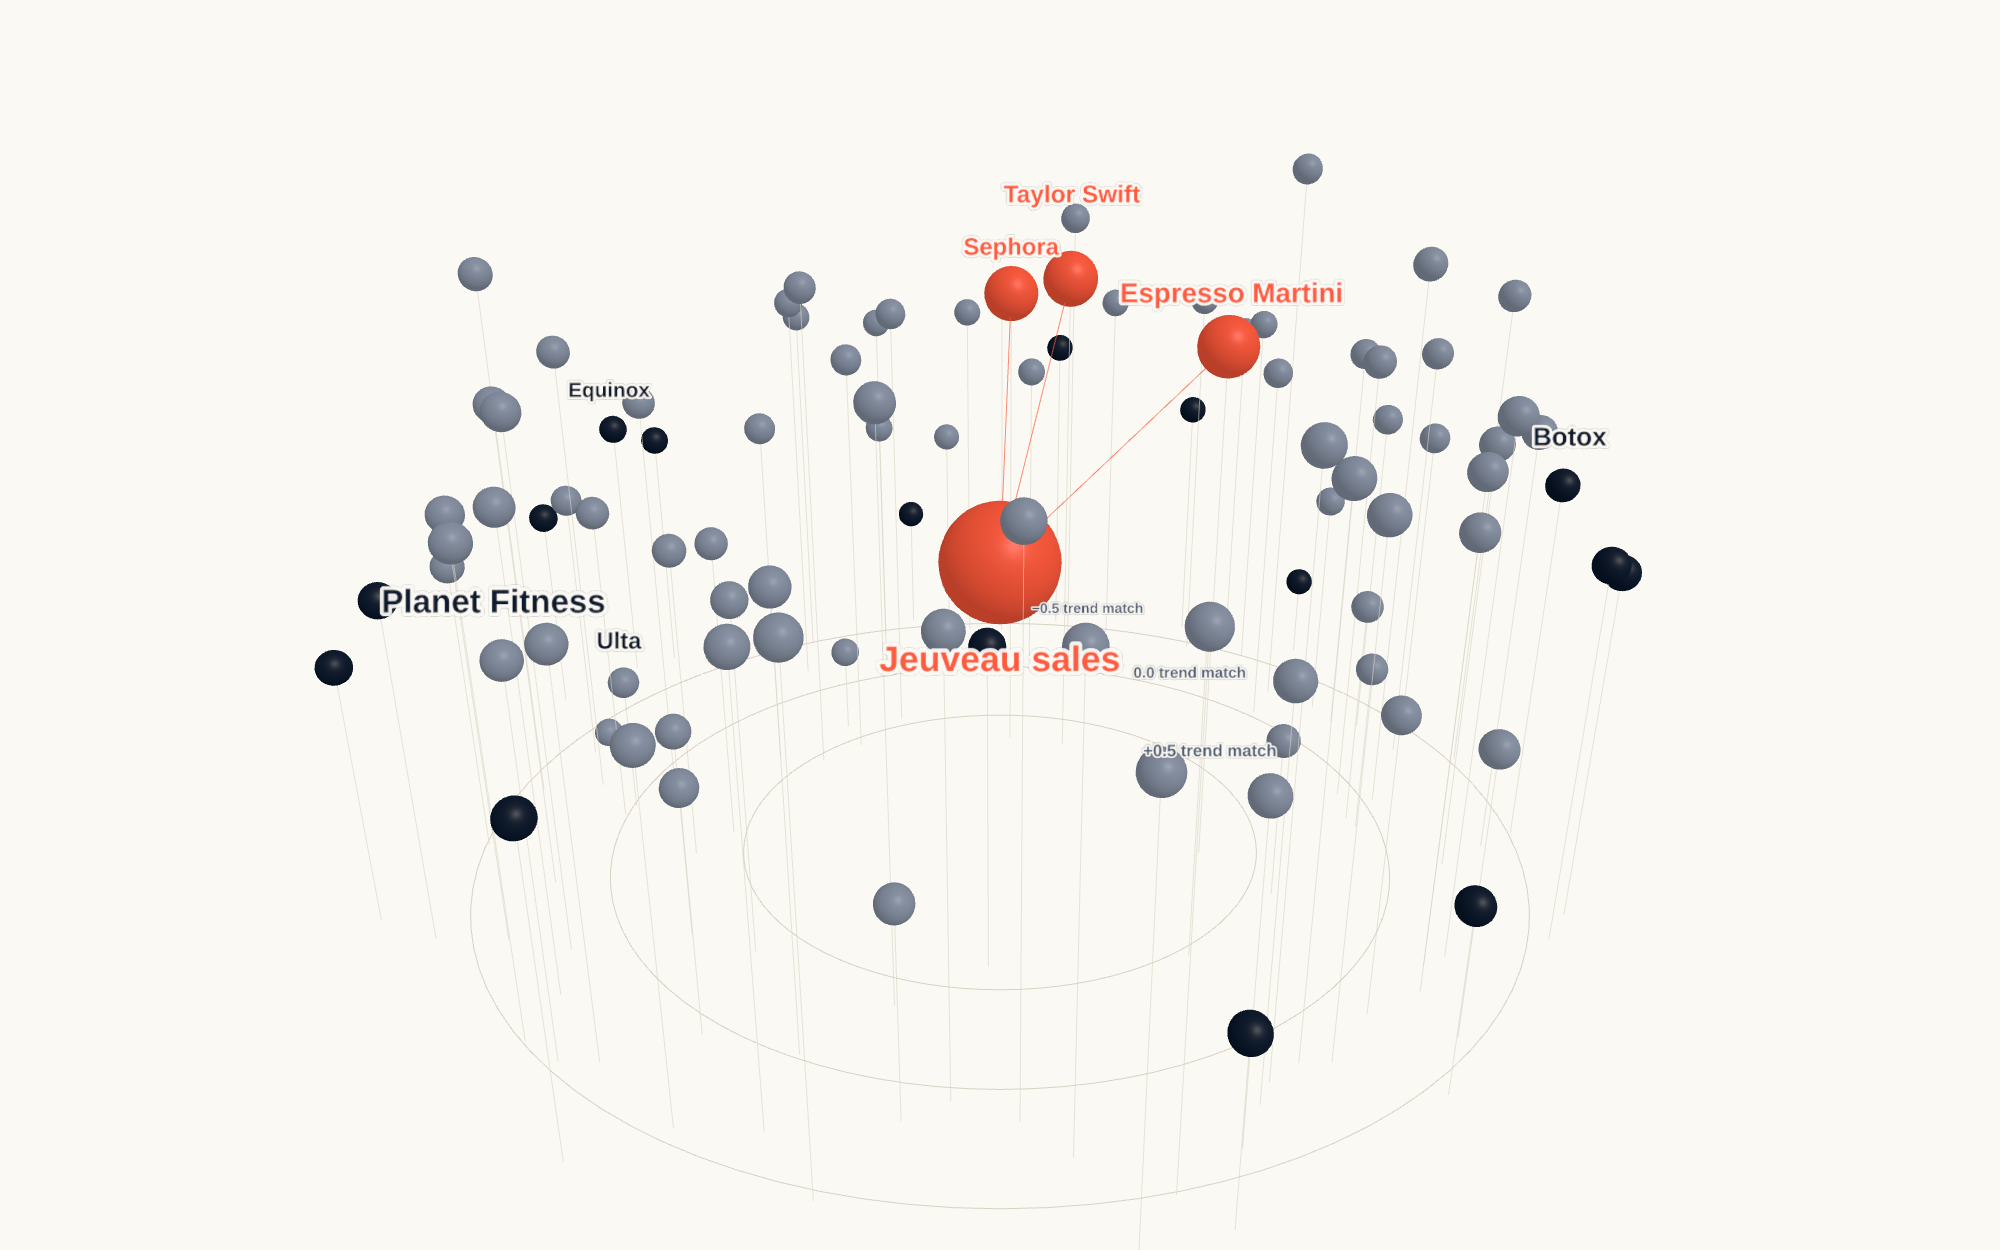 Taylor Swift
Sephora
Espresso Martini
Equinox
Botox
Planet Fitness
−0.5 trend match
Ulta
Jeuveau sales
0.0 trend match
+0.5 trend match